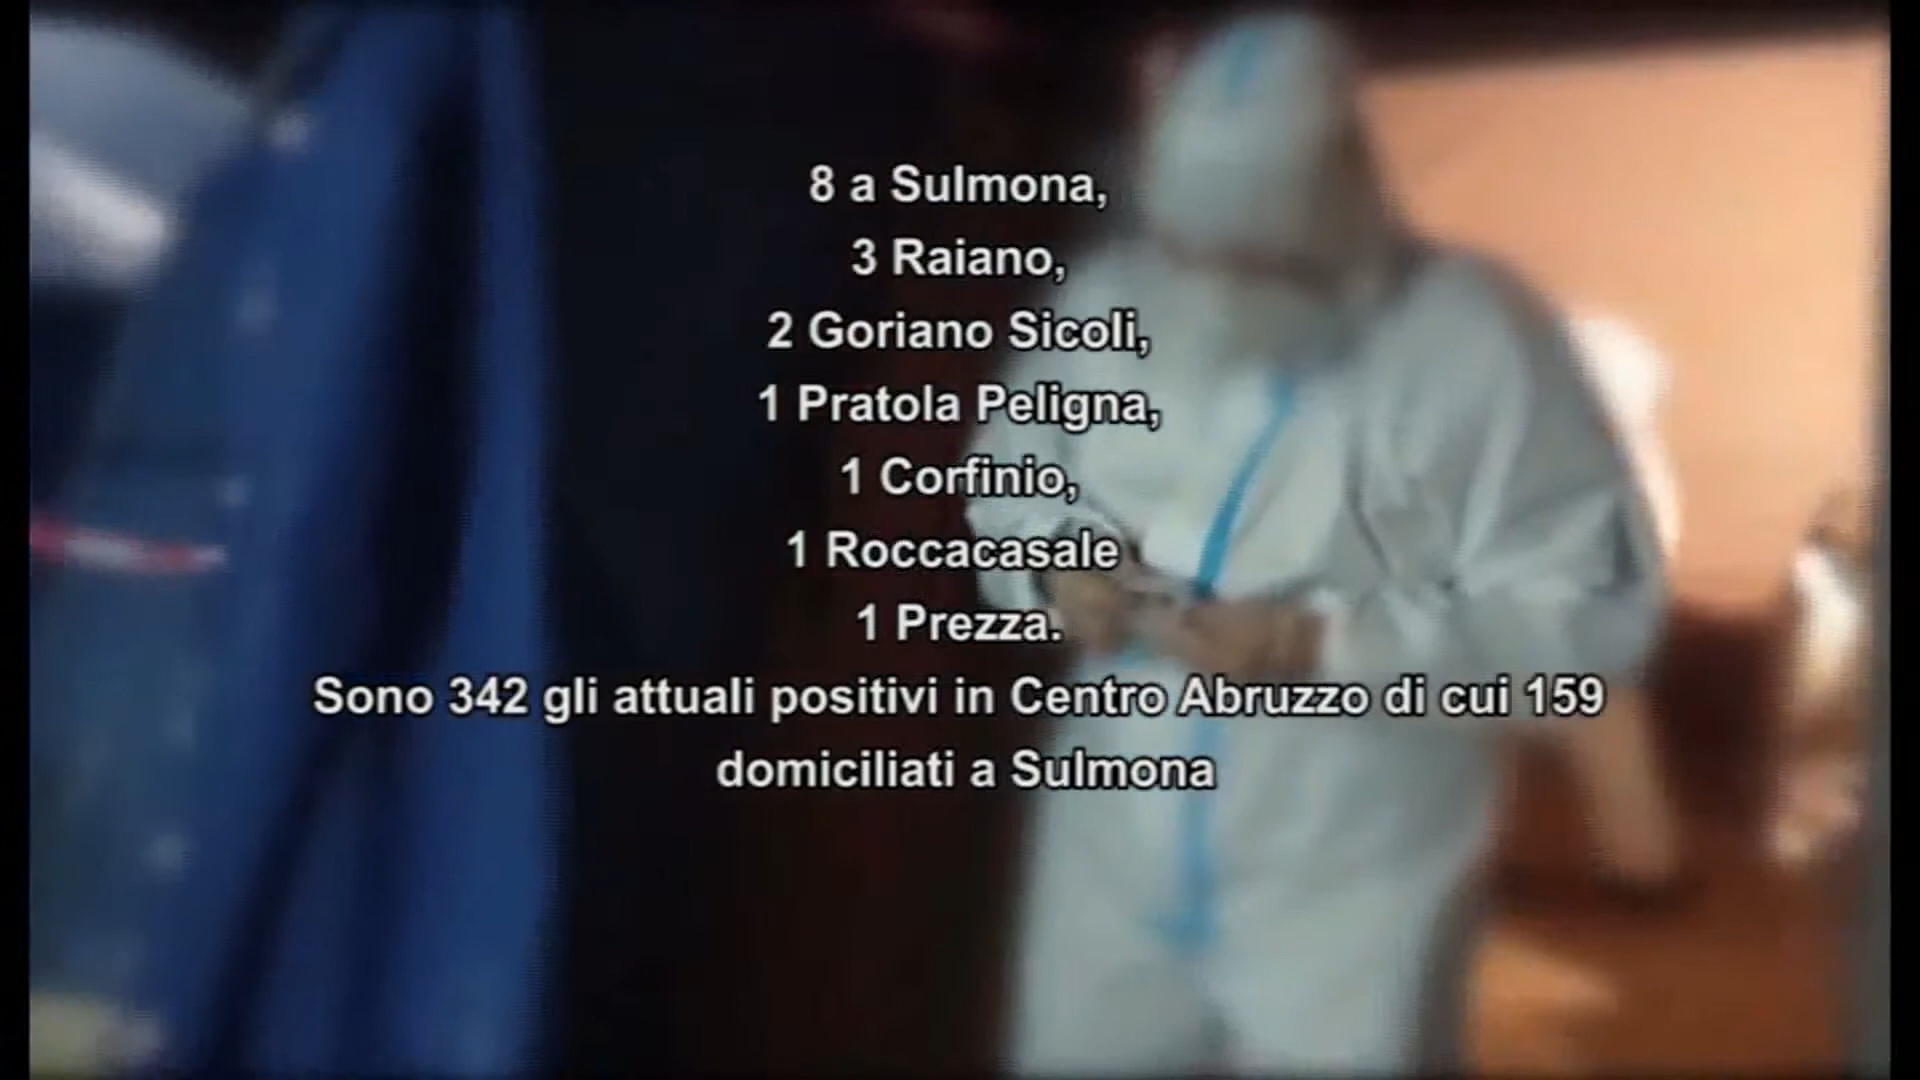 8 a Sulmona,
3 Raiano,
2 Goriano Sicoli,
1 Pratola Peligna,
1 Corfinio,
1 Roccacasale
1 Prezza.
Sono 342 gli attuali positivi in Centro Abruzzo di cui 159
domiciliati a Sulmona